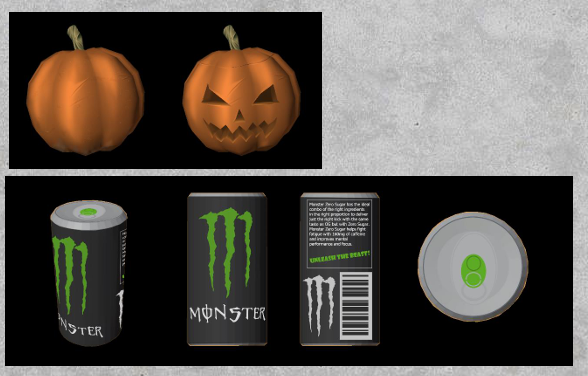 MONSTER
MONSTER
Monster Zero Sugar has the ideal
combo of the right ingredients
in the right proportion to deliver
just the right kick with the same
taste as OG but with Zero Sugar.
Monster Zero Sugar helps fight
fatigue with 160mg of caffeine
and improves mental
performance and focus.
UNLEASH THE BEAST!